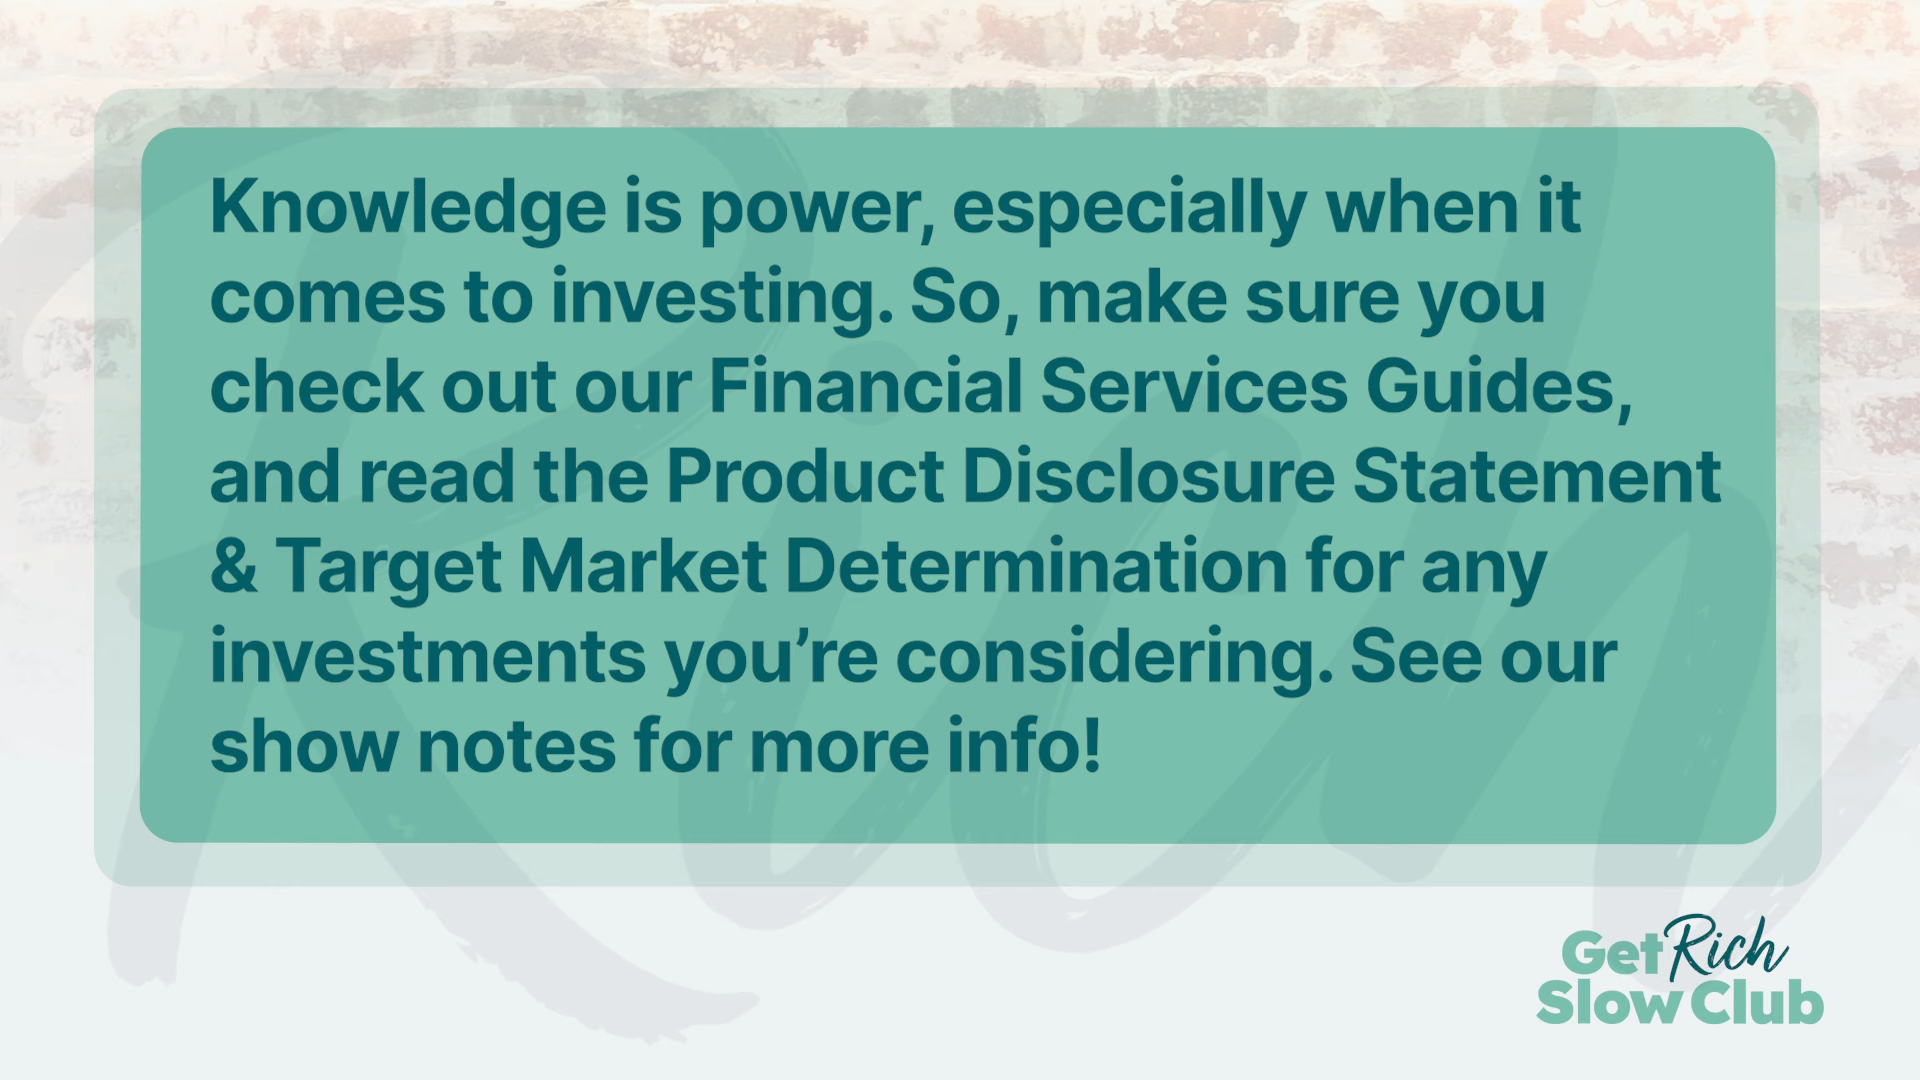 Knowledge is power, especially when it
comes to investing. So, make sure you
check out our Financial Services Guides,
and read the Product Disclosure Statement
& Target Market Determination for any
investments you’re considering. See our
show notes for more info!
Get Rich
Slow Club
Rich